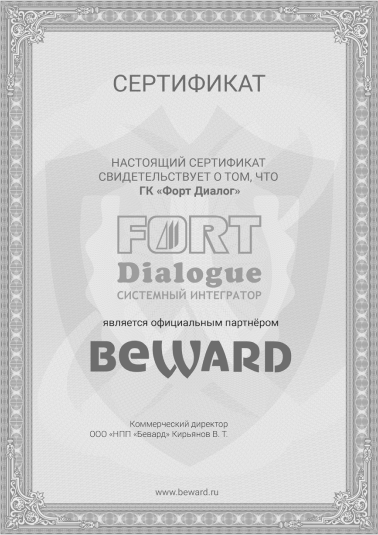 СЕРТИФИКАТ
НАСТОЯЩИЙ СЕРТИФИКАТ
СВИДЕТЕЛЬСТВУЕТ О ТОМ, ЧТО
ГК «Форт Диалог»
FORT
Dialogue
СИСТЕМНЫЙ ИНТЕГРАТОР
является официальным партнёром
BEWARD
Коммерческий директор
ООО «НПП «Бевард» Кирьянов В. Т.
www.beward.ru